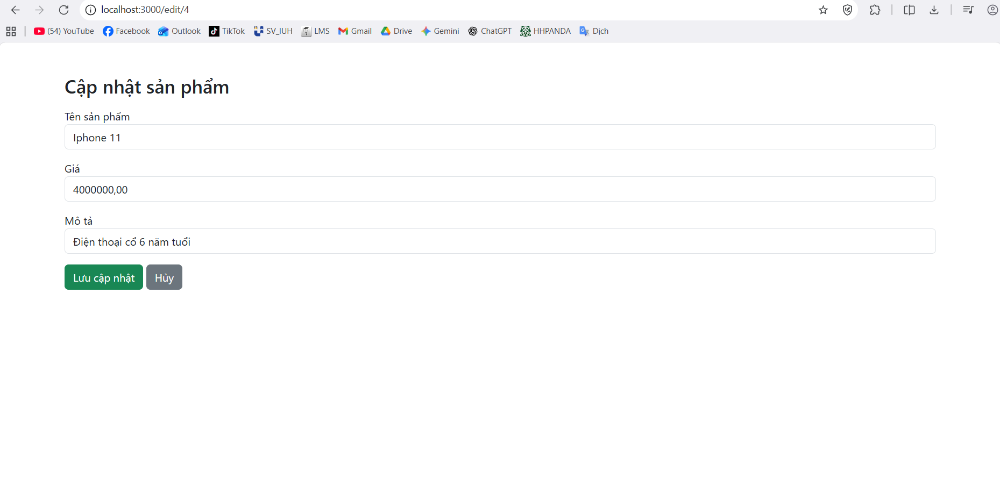 localhost:3000/edit/4
(54) YouTube Facebook Outlook TikTok SV_IUH LMS Gmail Drive Gemini ChatGPT HHPANDA Dịch
Cập nhật sản phẩm
Tên sản phẩm
Iphone 11
Giá
4000000,00
Mô tả
Điện thoại cổ 6 năm tuổi
Lưu cập nhật Hủy